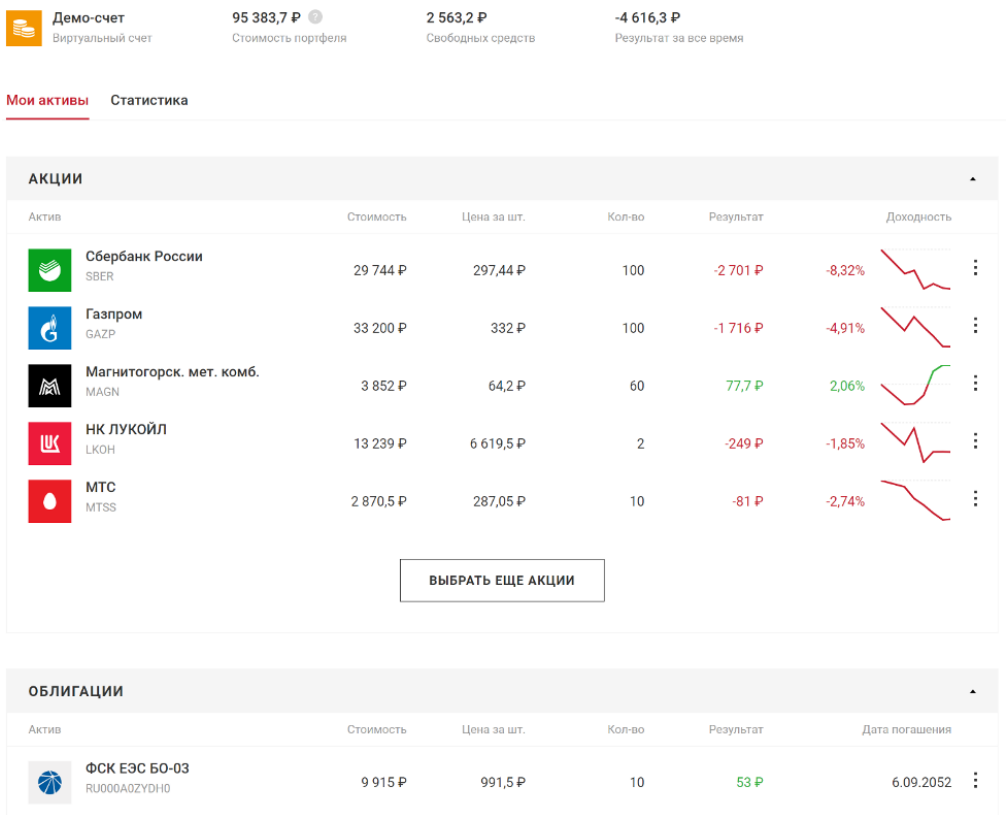 Демо-счет 95 383,7 ₽ ? 2 563,2 ₽ -4 616,3 ₽
Виртуальный счет Стоимость портфеля Свободных средств Результат за все время
Мои активы Статистика
АКЦИИ
Актив Стоимость Цена за шт. Кол-во Результат Доходность
Сбербанк России
SBER
29 744 ₽ 297,44 ₽ 100 -2 701 ₽ -8,32%
Газпром
GAZP
33 200 ₽ 332 ₽ 100 -1 716 ₽ -4,91%
Магнитогорск. мет. комб.
MAGN
3 852 ₽ 64,2 ₽ 60 77,7 ₽ 2,06%
НК ЛУКОЙЛ
LKOH
13 239 ₽ 6 619,5 ₽ 2 -249 ₽ -1,85%
МТС
MTSS
2 870,5 ₽ 287,05 ₽ 10 -81 ₽ -2,74%
ВЫБРАТЬ ЕЩЕ АКЦИИ
ОБЛИГАЦИИ
Актив Стоимость Цена за шт. Кол-во Результат Дата погашения
ФСК ЕЭС БО-03
RU000A0ZYDH0
9 915 ₽ 991,5 ₽ 10 53 ₽ 6.09.2052